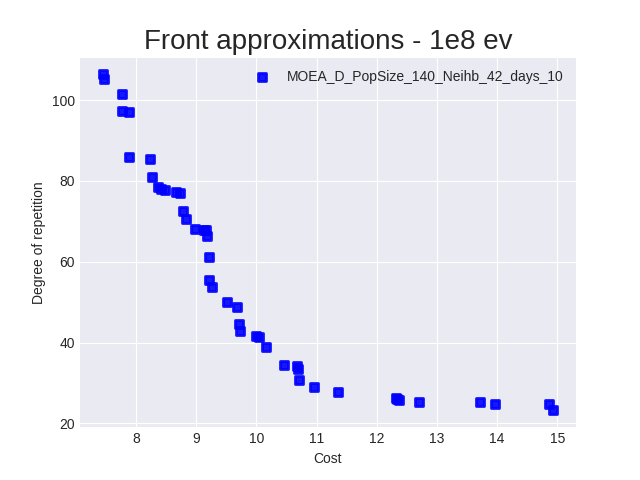 Front approximations - 1e8 ev
MOEA_D_PopSize_140_Neihb_42_days_10
Degree of repetition
100
80
60
40
20
8 9 10 11 12 13 14 15
Cost